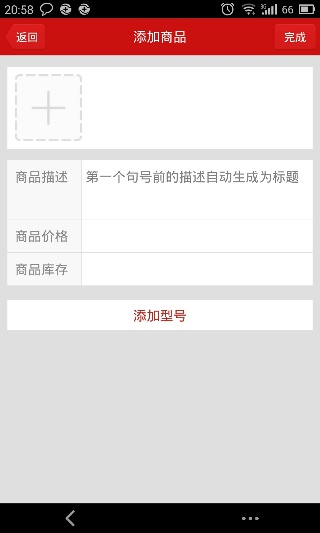 20:58 66
返回 添加商品 完成
商品描述 第一个句号前的描述自动生成为标题
商品价格
商品库存
添加型号